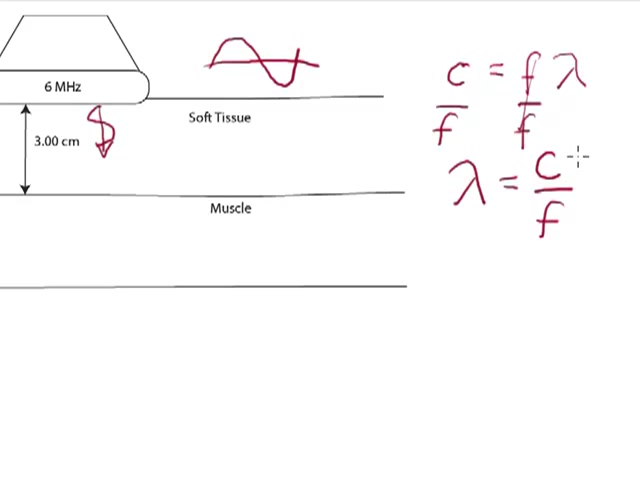 6 MHz
Soft Tissue
3.00 cm
Muscle
c = f λ
f f
λ = c
f